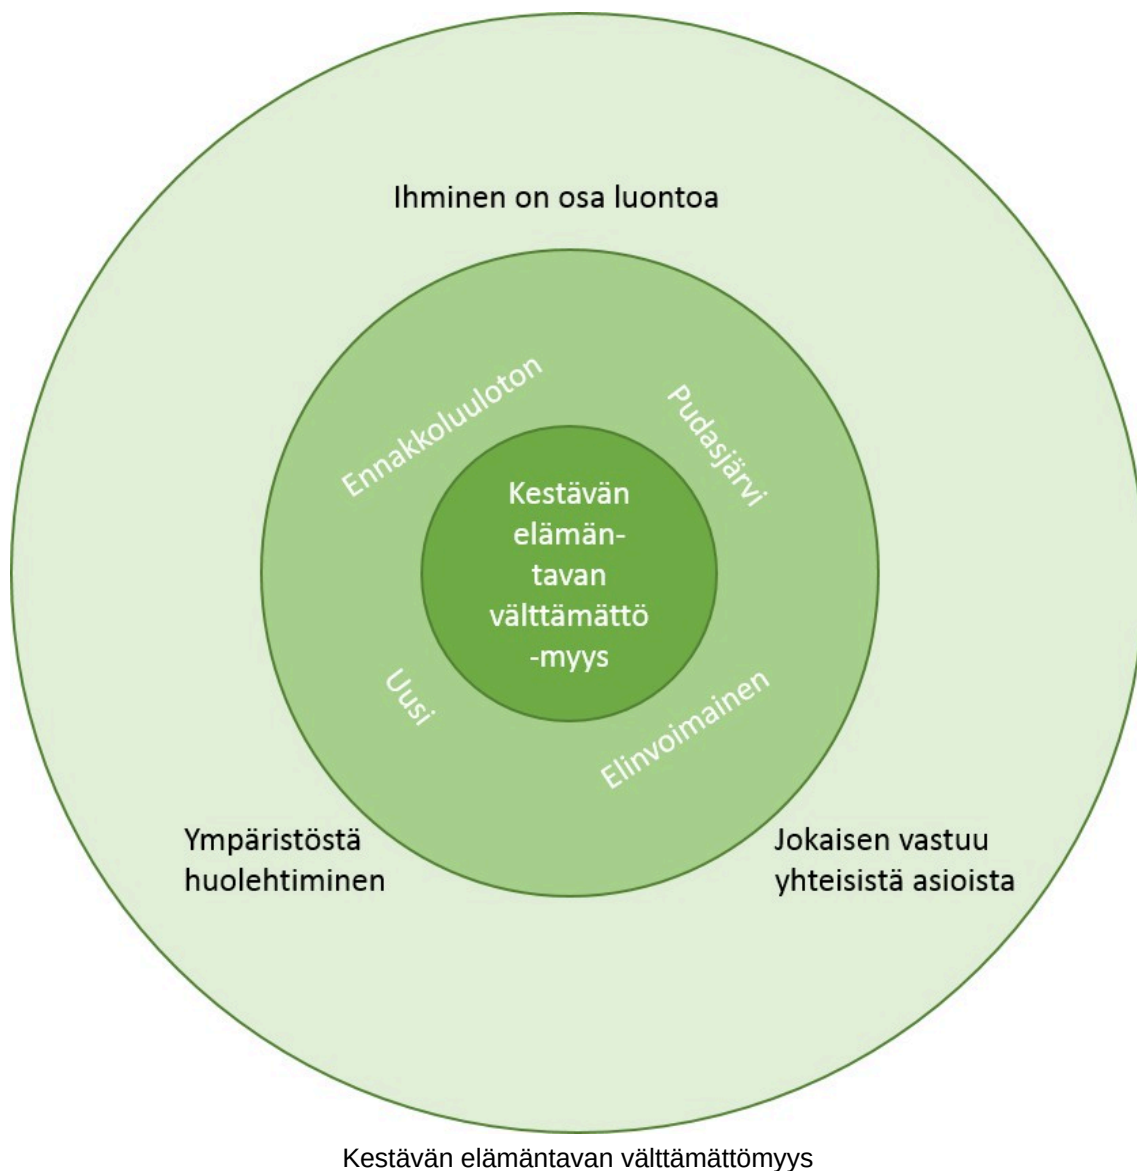 Ihminen on osa luontoa
Ennakkoluuloton
Pudasjärvi
Kestävän
elämän-
tavan
välttämättö
-myys
Uusi
Elinvoimainen
Ympäristöstä
huolehtiminen
Jokaisen vastuu
yhteisistä asioista
Kestävän elämäntavan välttämättömyys